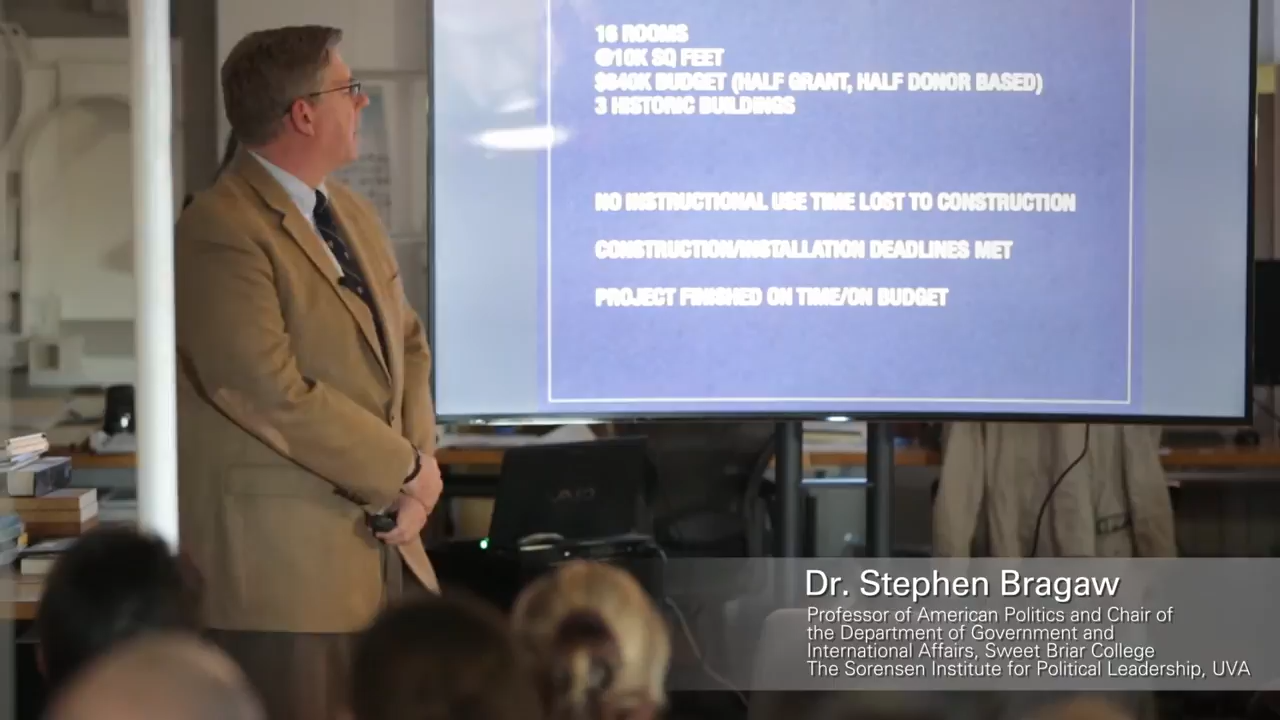 16 ROOMS
@10K SQ FEET
$640K BUDGET (HALF GRANT, HALF DONOR BASED)
3 HISTORIC BUILDINGS
NO INSTRUCTIONAL USE TIME LOST TO CONSTRUCTION
CONSTRUCTION/INSTALLATION DEADLINES MET
PROJECT FINISHED ON TIME/ON BUDGET
Dr. Stephen Bragaw
Professor of American Politics and Chair of
the Department of Government and
International Affairs, Sweet Briar College
The Sorensen Institute for Political Leadership, UVA